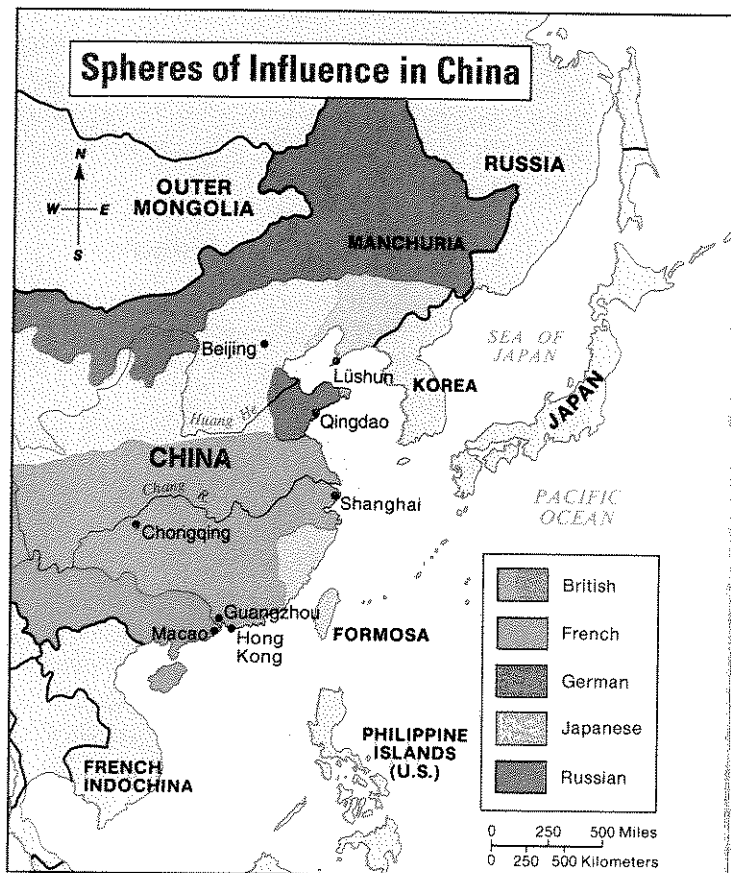 Spheres of Influence in China
N
W E
S
OUTER
MONGOLIA
RUSSIA
MANCHURIA
Beijing
SEA OF
JAPAN
Lüshun
KOREA
JAPAN
Huang He
Qingdao
CHINA
Chang R
Shanghai
PACIFIC
OCEAN
Chongqing
British
Guangzhou
French
Macao
Hong
Kong
FORMOSA
German
Japanese
PHILIPPINE
ISLANDS
(U.S.)
FRENCH
INDOCHINA
Russian
0 250 500 Miles
0 250 500 Kilometers